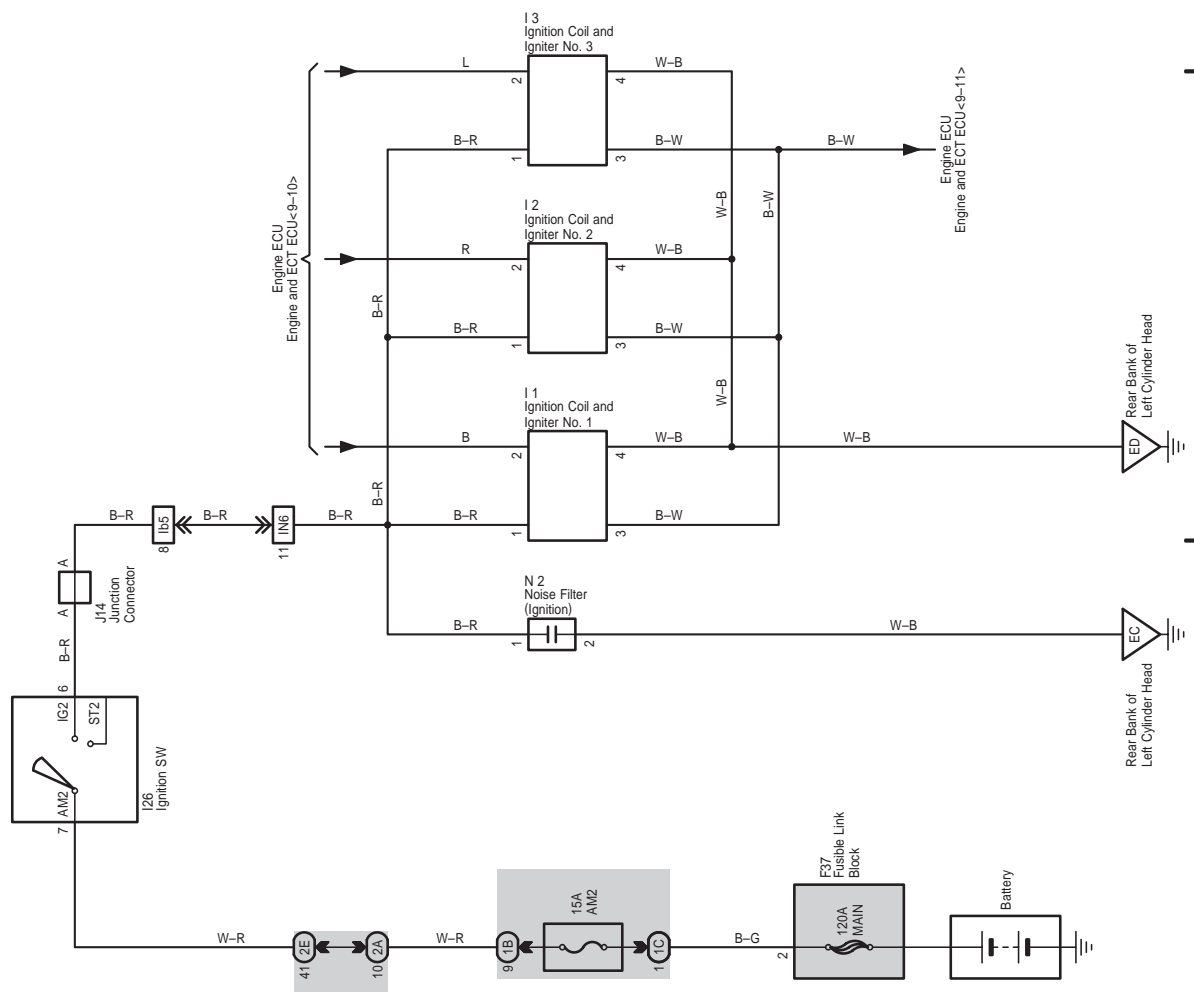 I 3
Ignition Coil and
Igniter No. 3
L
W–B
2
4
B–R
B–W
B–W
1
3
Engine ECU
Engine and ECT ECU<9–10>
Engine ECU
Engine and ECT ECU<9–11>
W–B
B–W
I 2
Ignition Coil and
Igniter No. 2
R
W–B
2
4
B–R
B–R
B–W
1
3
W–B
I 1
Ignition Coil and
Igniter No. 1
B
W–B
W–B
2
4
Rear Bank of
Left Cylinder Head
ED
B–R
B–R
Ib5
8
B–R
IN6
11
B–R
B–R
B–W
1
3
A
A
J14
Junction
Connector
B–R
N 2
Noise Filter
(Ignition)
B–R
1
2
W–B
EC
Rear Bank of
Left Cylinder Head
6
IG2
ST2
AM2
7
I26
Ignition SW
W–R
2E
41
2A
10
W–R
1B
9
15A
AM2
1C
1
B–G
2
F37
Fusible Link
Block
120A
MAIN
Battery